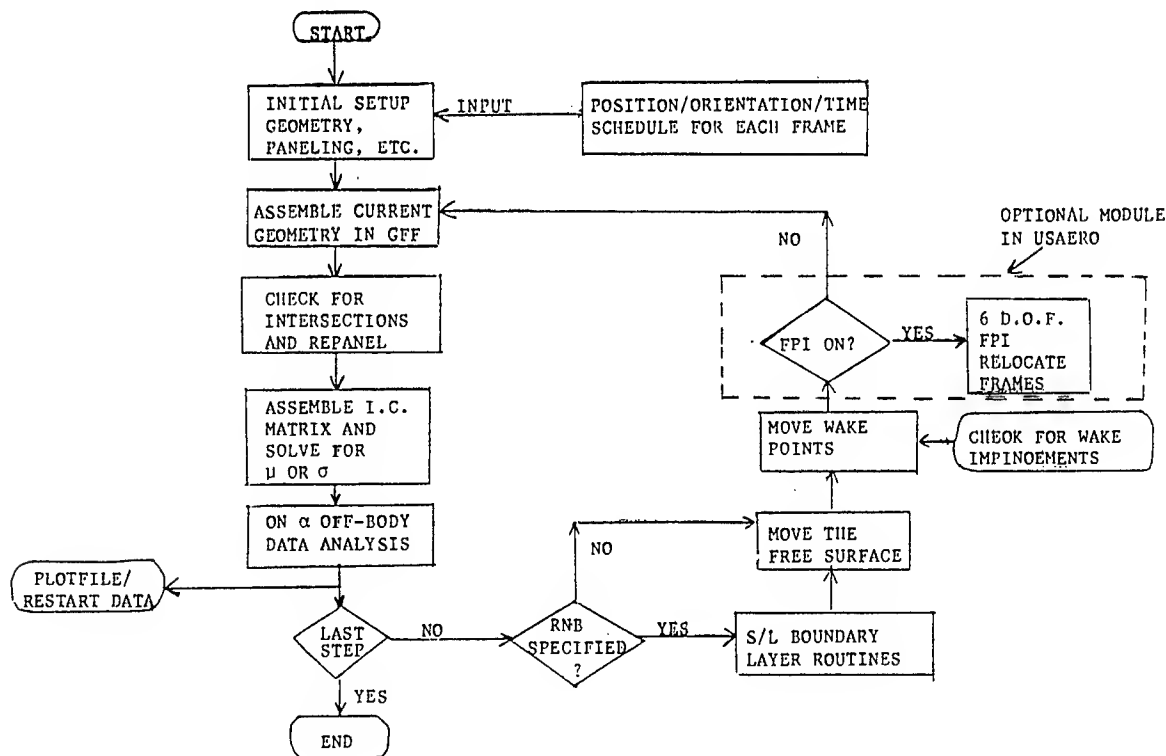 START
INITIAL SETUP
GEOMETRY,
PANELING, ETC.
INPUT
POSITION/ORIENTATION/TIME
SCHEDULE FOR EACH FRAME
ASSEMBLE CURRENT
GEOMETRY IN GFF
NO
OPTIONAL MODULE
IN USAERO
CHECK FOR
INTERSECTIONS
AND REPANEL
FPI ON?
YES
6 D.O.F.
FPI
RELOCATE
FRAMES
ASSEMBLE I.C.
MATRIX AND
SOLVE FOR
μ OR σ
MOVE WAKE
POINTS
CHECK FOR WAKE
IMPINOEMENTS
ON α OFF-BODY
DATA ANALYSIS
NO
MOVE THE
FREE SURFACE
PLOTFILE/
RESTART DATA
LAST
STEP
NO
RNB
SPECIFIED
?
YES
S/L BOUNDARY
LAYER ROUTINES
YES
END